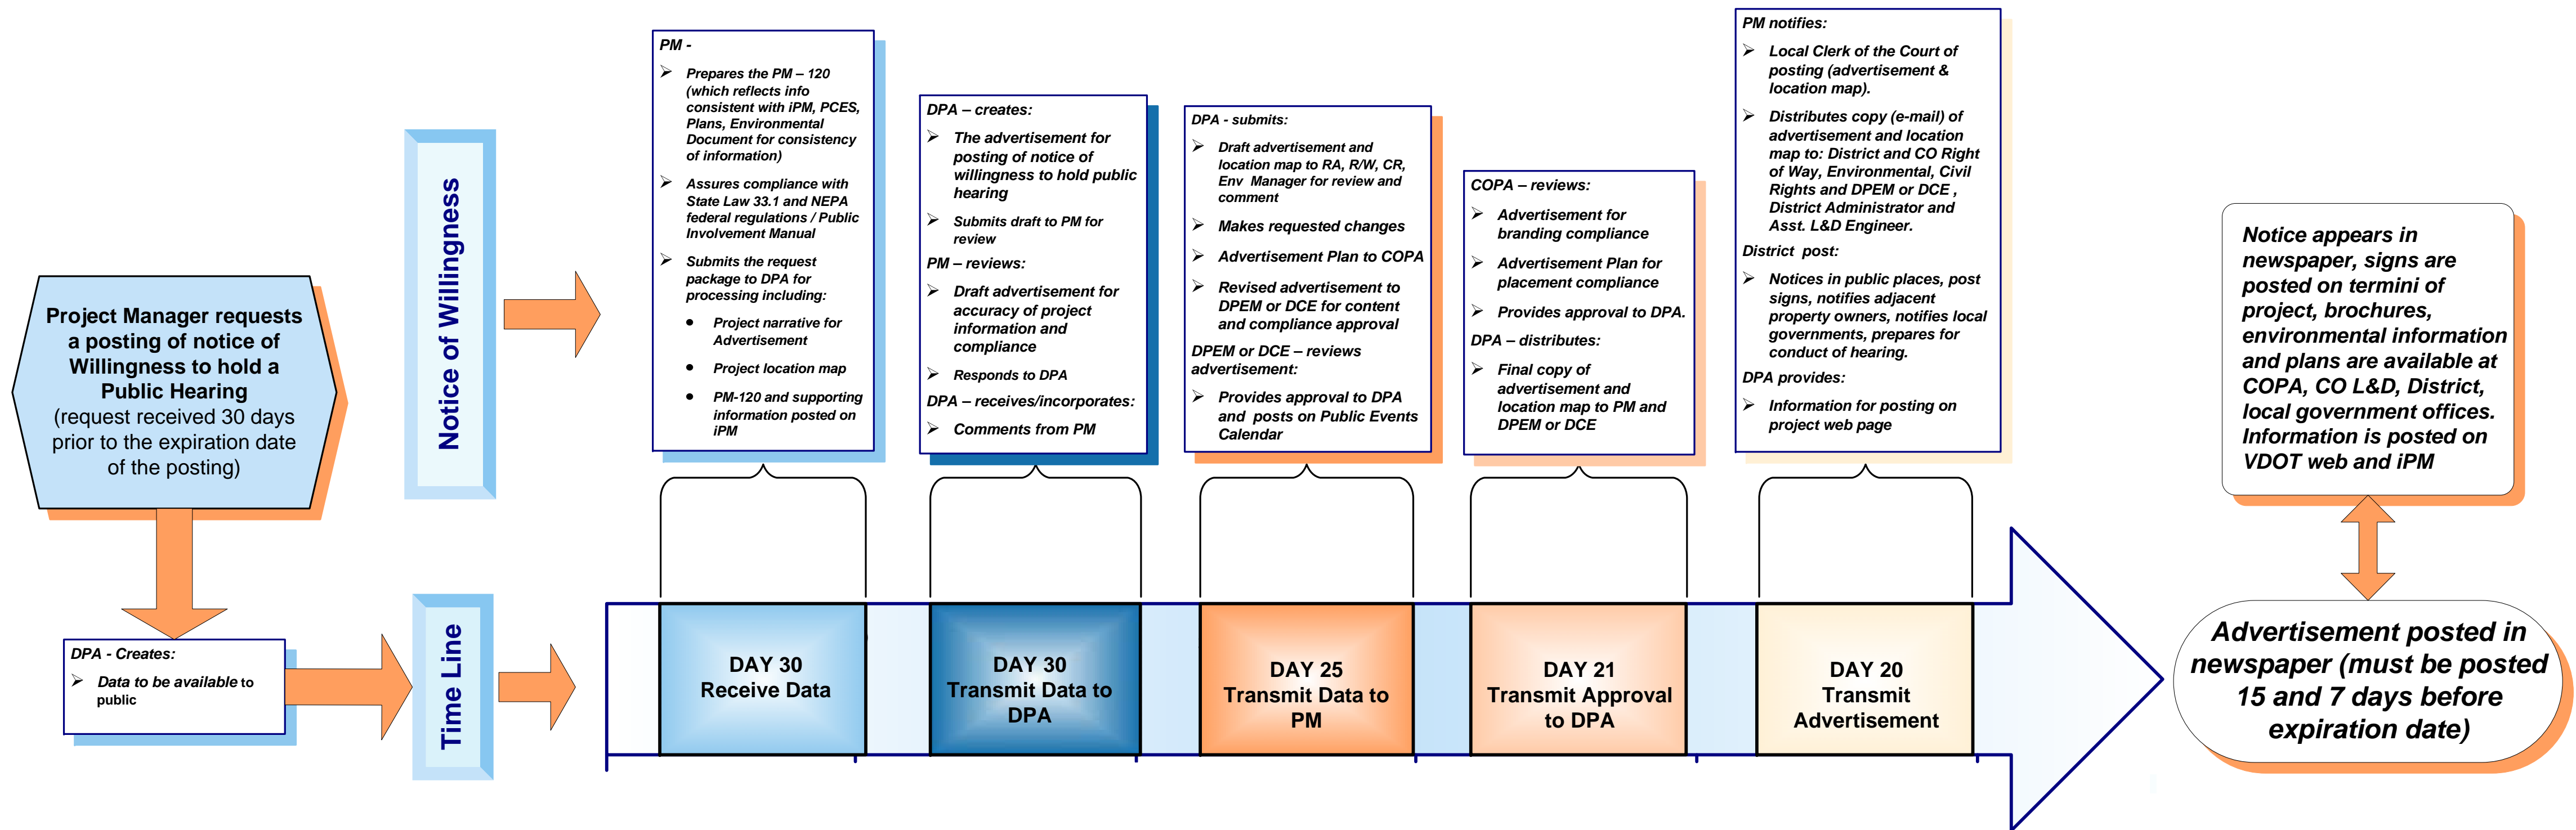 Project Manager requests
a posting of notice of
Willingness to hold a
Public Hearing
(request received 30 days
prior to the expiration date
of the posting)
DPA - Creates:
➢ Data to be available to
public
Notice of Willingness
Time Line
PM -
➢ Prepares the PM – 120
(which reflects info
consistent with iPM, PCES,
Plans, Environmental
Document for consistency
of information)
➢ Assures compliance with
State Law 33.1 and NEPA
federal regulations / Public
Involvement Manual
➢ Submits the request
package to DPA for
processing including:
• Project narrative for
Advertisement
• Project location map
• PM-120 and supporting
information posted on
iPM
DPA – creates:
➢ The advertisement for
posting of notice of
willingness to hold public
hearing
➢ Submits draft to PM for
review
PM – reviews:
➢ Draft advertisement for
accuracy of project
information and
compliance
➢ Responds to DPA
DPA – receives/incorporates:
➢ Comments from PM
DPA - submits:
➢ Draft advertisement and
location map to RA, R/W, CR,
Env Manager for review and
comment
➢ Makes requested changes
➢ Advertisement Plan to COPA
➢ Revised advertisement to
DPEM or DCE for content
and compliance approval
DPEM or DCE – reviews
advertisement:
➢ Provides approval to DPA
and posts on Public Events
Calendar
COPA – reviews:
➢ Advertisement for
branding compliance
➢ Advertisement Plan for
placement compliance
➢ Provides approval to DPA.
DPA – distributes:
➢ Final copy of
advertisement and
location map to PM and
DPEM or DCE
PM notifies:
➢ Local Clerk of the Court of
posting (advertisement &
location map).
➢ Distributes copy (e-mail) of
advertisement and location
map to: District and CO Right
of Way, Environmental, Civil
Rights and DPEM or DCE ,
District Administrator and
Asst. L&D Engineer.
District post:
➢ Notices in public places, post
signs, notifies adjacent
property owners, notifies local
governments, prepares for
conduct of hearing.
DPA provides:
➢ Information for posting on
project web page
DAY 30
Receive Data
DAY 30
Transmit Data to
DPA
DAY 25
Transmit Data to
PM
DAY 21
Transmit Approval
to DPA
DAY 20
Transmit
Advertisement
Notice appears in
newspaper, signs are
posted on termini of
project, brochures,
environmental information
and plans are available at
COPA, CO L&D, District,
local government offices.
Information is posted on
VDOT web and iPM
Advertisement posted in
newspaper (must be posted
15 and 7 days before
expiration date)